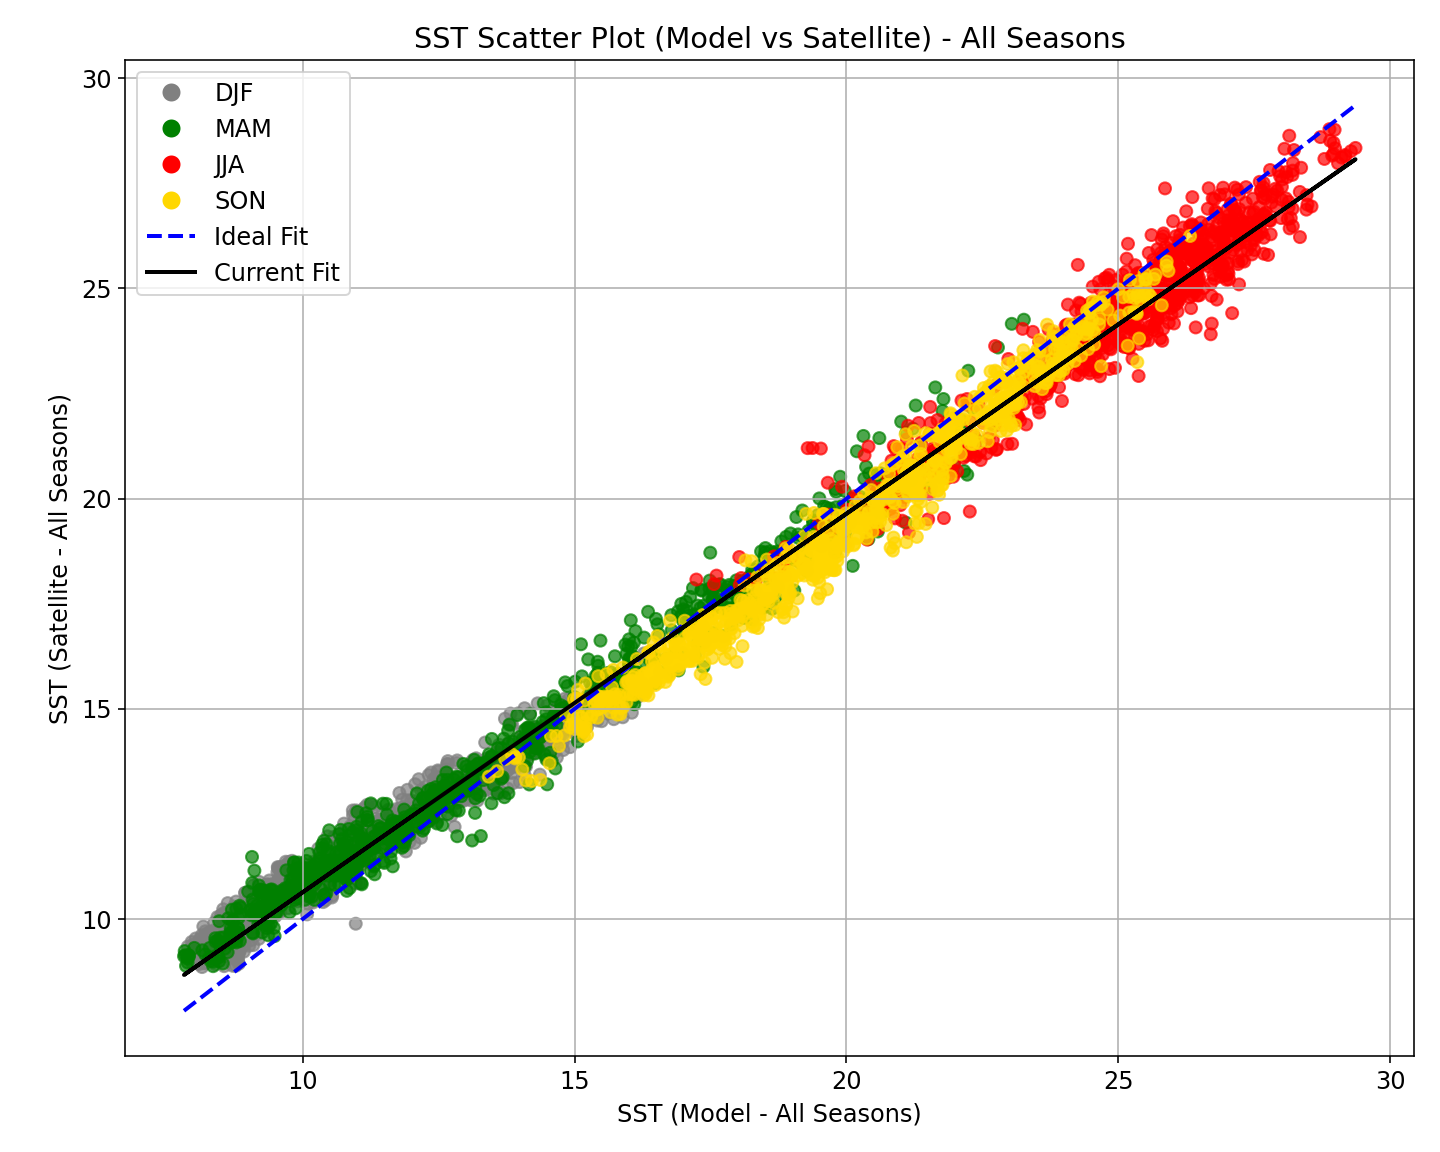 SST Scatter Plot (Model vs Satellite) - All Seasons
DJF
MAM
JJA
SON
Ideal Fit
Current Fit
30
25
20
15
10
SST (Satellite - All Seasons)
10 15 20 25 30
SST (Model - All Seasons)